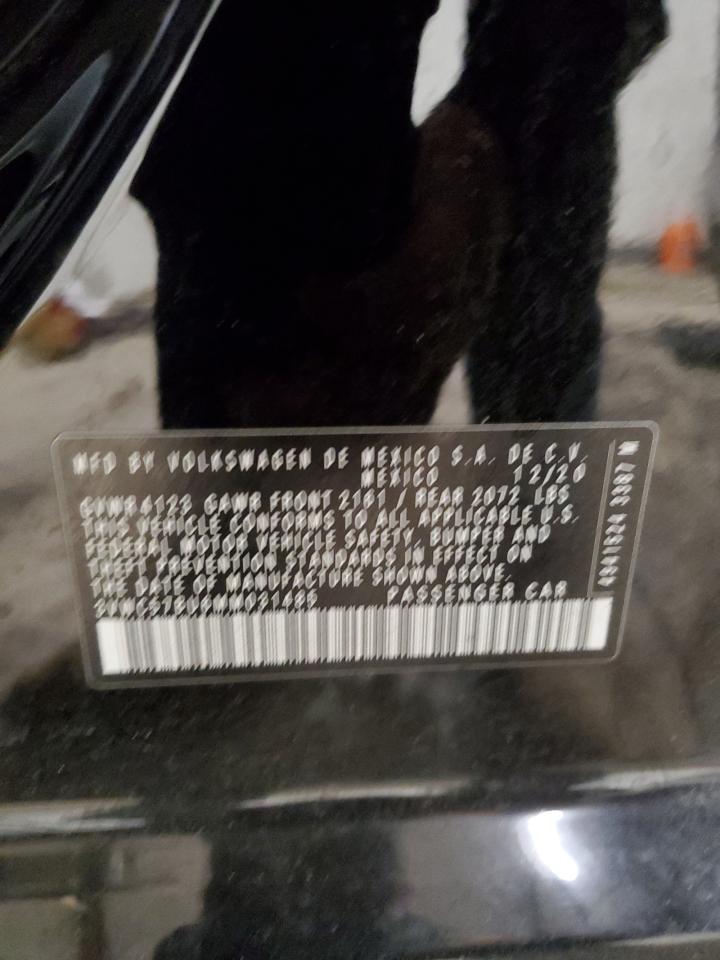 MFD BY VOLKSWAGEN DE MEXICO S.A. DE C.V.
MEXICO 12/20
GVWR 4123 GAWR FRONT 2181 / REAR 2072 LBS
THIS VEHICLE CONFORMS TO ALL APPLICABLE U.S.
FEDERAL MOTOR VEHICLE SAFETY, BUMPER AND
THEFT PREVENTION STANDARDS IN EFFECT ON
THE DATE OF MANUFACTURE SHOWN ABOVE.
PASSENGER CAR